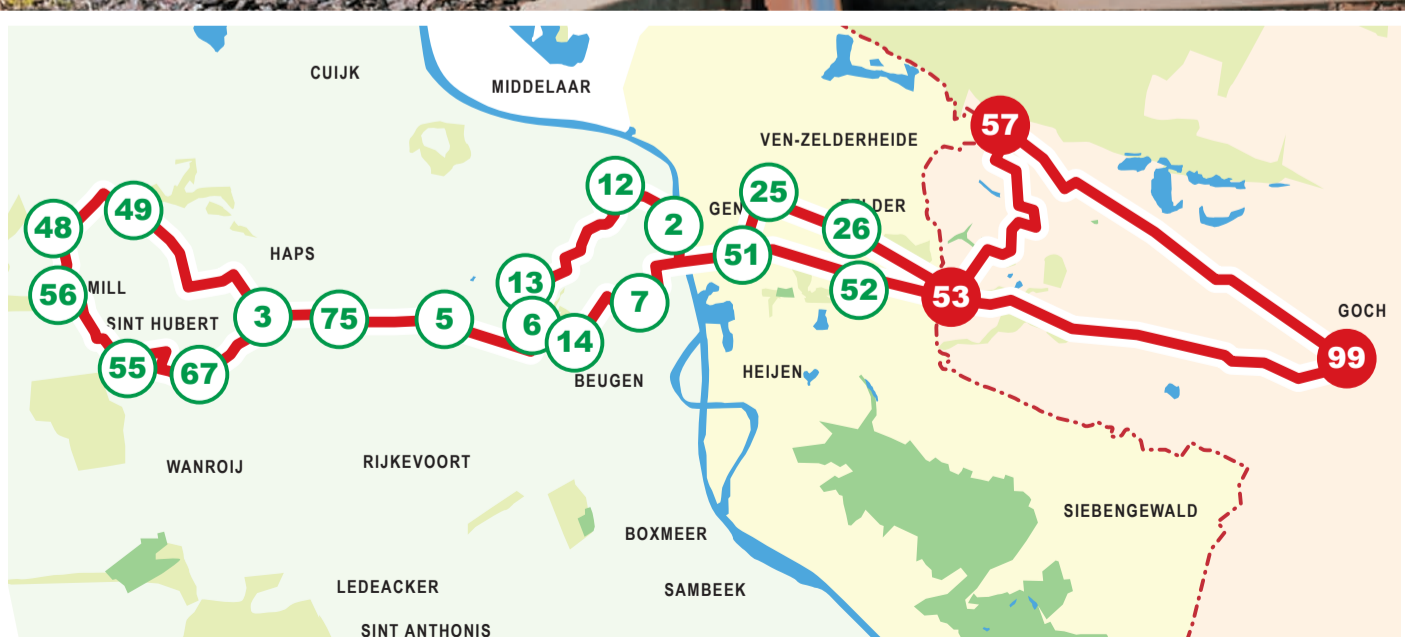 CUIJK
MIDDELAAR
57
VEN-ZELDERHEIDE
12
25
49
48
GEN
2
26
HAPS
51
13
56
MILL
52
53
7
3
75
5
6
SINT HUBERT
GOCH
14
99
55
67
HEIJEN
BEUGEN
WANROIJ
RIJKEVOORT
SIEBENGEWALD
BOXMEER
LEDEACKER
SAMBEEK
SINT ANTHONIS